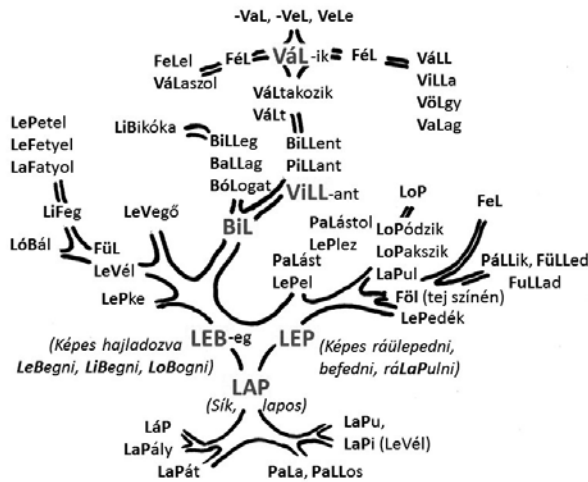 -VaL, -VeL, VeLe
FeLel
VáLaszol
FéL
VáL-ik
FéL
VáLL
ViLLa
VöLgy
VaLag
VáLtakozik
VáLt
LePetel
LeFetyel
LaFatyol
LiBikóka
BiLLeg
BaLLag
BóLogat
BiLLent
PiLLant
ViLL-ant
LiFeg
LeVegő
BiL
PaLástol
LePlez
LoP
LoPódzik
LoPakszik
LaPul
FeL
LóBáL
FüL
LeVél
PaLást
LePel
PáLLik, FüLLed
FuLLad
Föl (tej színén)
LePke
LePedék
LEB-eg
LEP
(Képes hajladozva
LeBegni, LiBegni, LoBogni)
(Képes ráülepedni,
befedni, ráLaPulni)
LAP
(Sík, lapos)
LáP
LaPály
LaPát
LaPu,
LaPi (LeVél)
PaLa, PaLLos